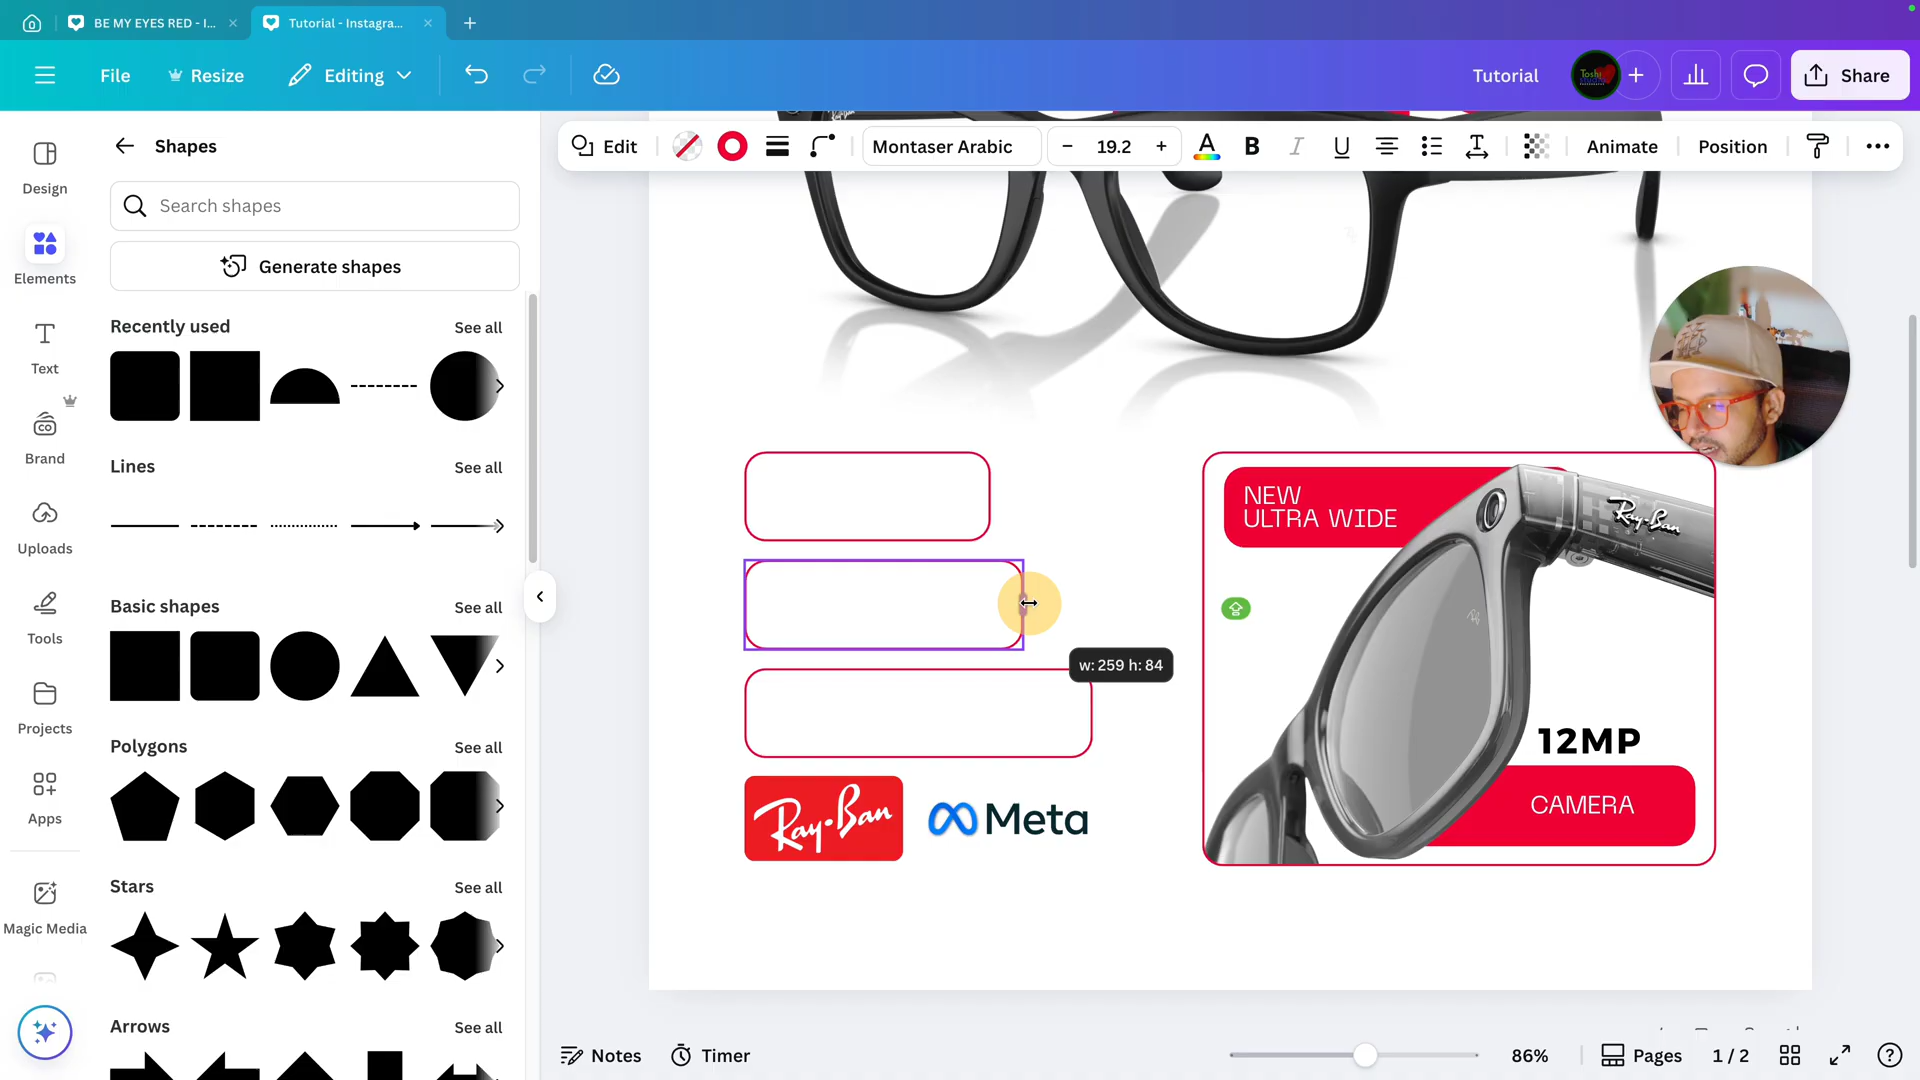 BE MY EYES RED - I...
Tutorial - Instagra...
File
Resize
Editing
Tutorial
Toshi
Share
Design
Elements
Text
Brand
Uploads
Tools
Projects
Apps
Magic Media
Shapes
Search shapes
Generate shapes
Recently used
See all
Lines
See all
Basic shapes
See all
Polygons
See all
Stars
See all
Arrows
See all
Edit
Montaser Arabic
19.2
A
B
I
U
Animate
Position
NEW
ULTRA WIDE
Ray-Ban
12MP
CAMERA
w: 259 h: 84
Ray-Ban
Meta
Notes
Timer
86%
Pages
1 / 2